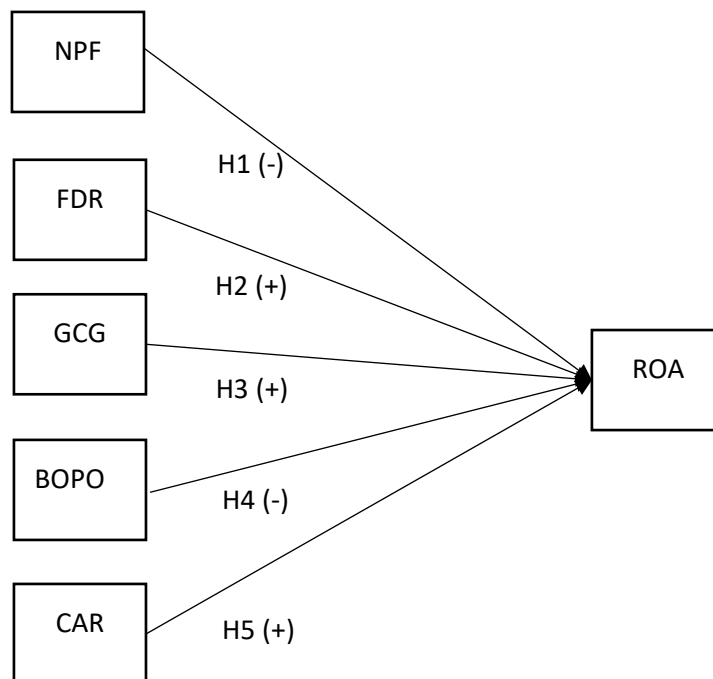 NPF
H1 (-)
FDR
H2 (+)
GCG
ROA
H3 (+)
BOPO
H4 (-)
CAR
H5 (+)